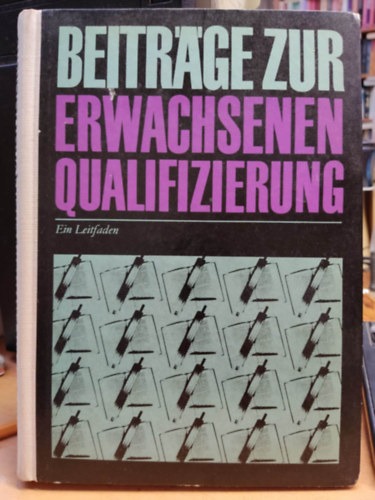 BEITRÄGE ZUR
ERWACHSENEN
QUALIFIZIERUNG
Ein Leitfaden